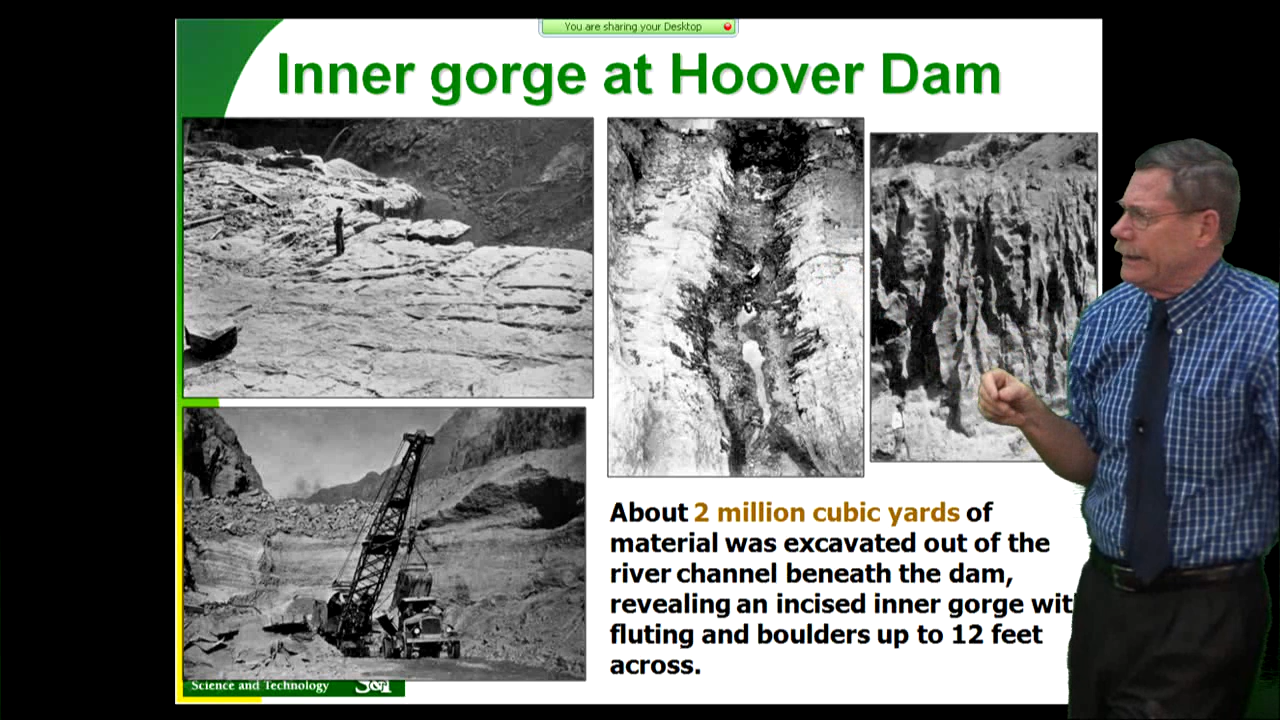 You are sharing your Desktop
Inner gorge at Hoover Dam
About 2 million cubic yards of
material was excavated out of the
river channel beneath the dam,
revealing an incised inner gorge wit
fluting and boulders up to 12 feet
across.
Science and Technology S&T